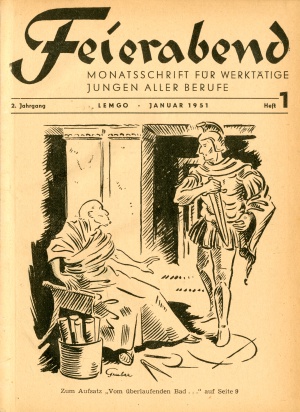 Feierabend
MONATSSCHRIFT FÜR WERKTÄTIGE
JUNGEN ALLER BERUFE
2. Jahrgang LEMGO · JANUAR 1951 Heft 1
Gruber
Zum Aufsatz „Vom überlaufenden Bad . . .“ auf Seite 9